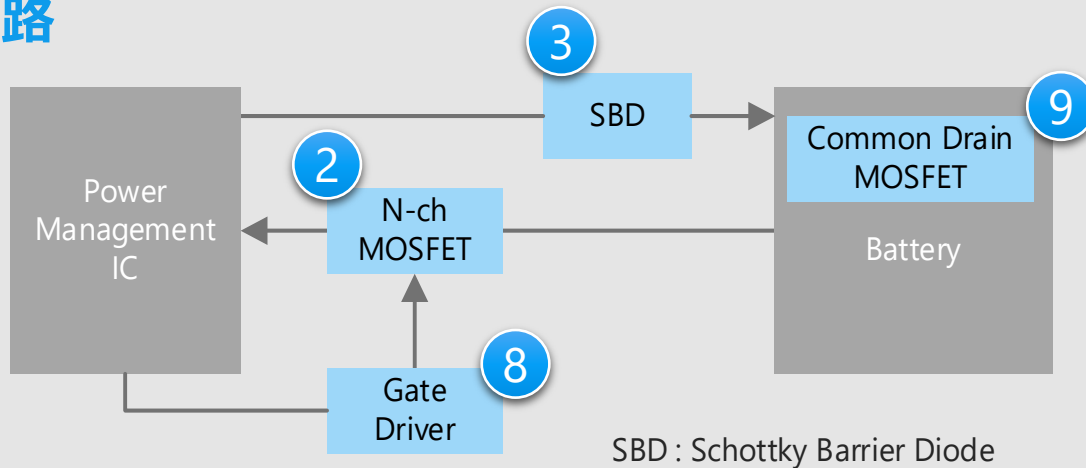 路
3
SBD
9
Common Drain
MOSFET
2
Power
Management
IC
N-ch
MOSFET
Battery
8
Gate
Driver
SBD : Schottky Barrier Diode